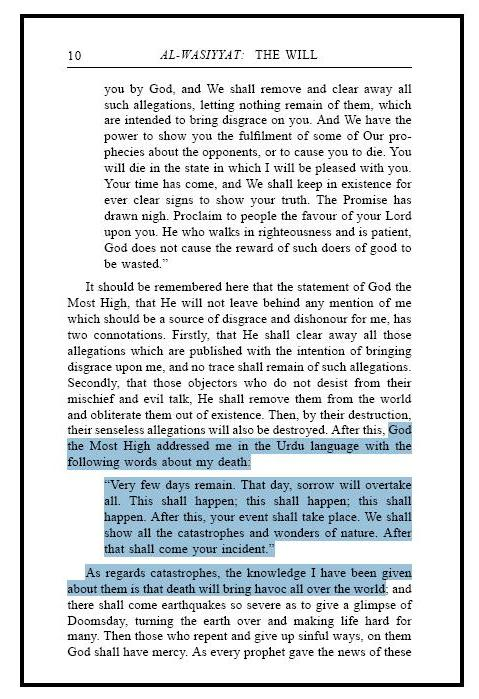 10 AL-WASIYYAT: THE WILL
you by God, and We shall remove and clear away all
such allegations, letting nothing remain of them, which
are intended to bring disgrace on you. And We have the
power to show you the fulfilment of some of Our pro-
phecies about the opponents, or to cause you to die. You
will die in the state in which I will be pleased with you.
Your time has come, and We shall keep in existence for
ever clear signs to show your truth. The Promise has
drawn nigh. Proclaim to people the favour of your Lord
upon you. He who walks in righteousness and is patient,
God does not cause the reward of such doers of good to
be wasted.”
It should be remembered here that the statement of God the
Most High, that He will not leave behind any mention of me
which should be a source of disgrace and dishonour for me, has
two connotations. Firstly, that He shall clear away all those
allegations which are published with the intention of bringing
disgrace upon me, and no trace shall remain of such allegations.
Secondly, that those objectors who do not desist from their
mischief and evil talk, He shall remove them from the world
and obliterate them out of existence. Then, by their destruction,
their senseless allegations will also be destroyed. After this, God
the Most High addressed me in the Urdu language with the
following words about my death:
“Very few days remain. That day, sorrow will overtake
all. This shall happen; this shall happen; this shall
happen. After this, your event shall take place. We shall
show all the catastrophes and wonders of nature. After
that shall come your incident.”
As regards catastrophes, the knowledge I have been given
about them is that death will bring havoc all over the world; and
there shall come earthquakes so severe as to give a glimpse of
Doomsday, turning the earth over and making life hard for
many. Then those who repent and give up sinful ways, on them
God shall have mercy. As every prophet gave the news of these